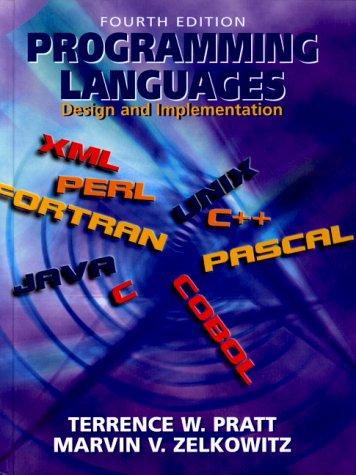 FOURTH EDITION
PROGRAMMING
LANGUAGES
Design and Implementation
XML
PERL
UNIX
FORTRAN
C++
PASCAL
JAVA
C
COBOL
TERRENCE W. PRATT
MARVIN V. ZELKOWITZ